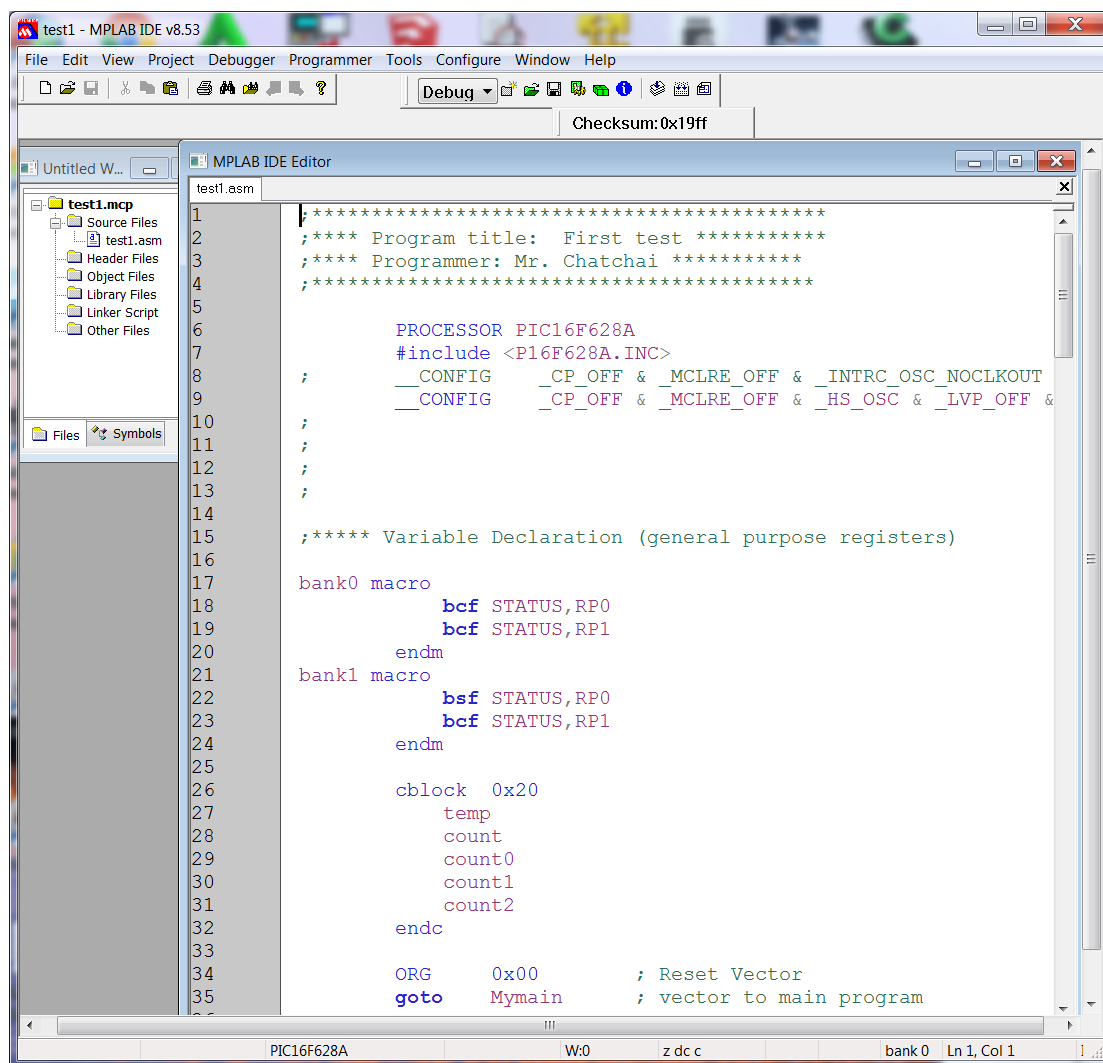 test1 - MPLAB IDE v8.53
File Edit View Project Debugger Programmer Tools Configure Window Help
Debug
Checksum:0x19ff
Untitled W...
test1.mcp
Source Files
test1.asm
Header Files
Object Files
Library Files
Linker Script
Other Files
Files Symbols
MPLAB IDE Editor
test1.asm
1 ;*******************************************
2 ;**** Program title:  First test ***********
3 ;**** Programmer: Mr. Chatchai ***********
4 ;******************************************
5
6         PROCESSOR PIC16F628A
7         #include <P16F628A.INC>
8 ;         __CONFIG    _CP_OFF & _MCLRE_OFF & _INTRC_OSC_NOCLKOUT
9         __CONFIG    _CP_OFF & _MCLRE_OFF & _HS_OSC & _LVP_OFF &
10 ;
11 ;
12 ;
13 ;
14
15 ;***** Variable Declaration (general purpose registers)
16
17 bank0 macro
18             bcf STATUS,RP0
19             bcf STATUS,RP1
20         endm
21 bank1 macro
22             bsf STATUS,RP0
23             bcf STATUS,RP1
24         endm
25
26         cblock  0x20
27             temp
28             count
29             count0
30             count1
31             count2
32         endc
33
34         ORG     0x00        ; Reset Vector
35         goto    Mymain      ; vector to main program
PIC16F628A W:0 z dc c bank 0 Ln 1, Col 1